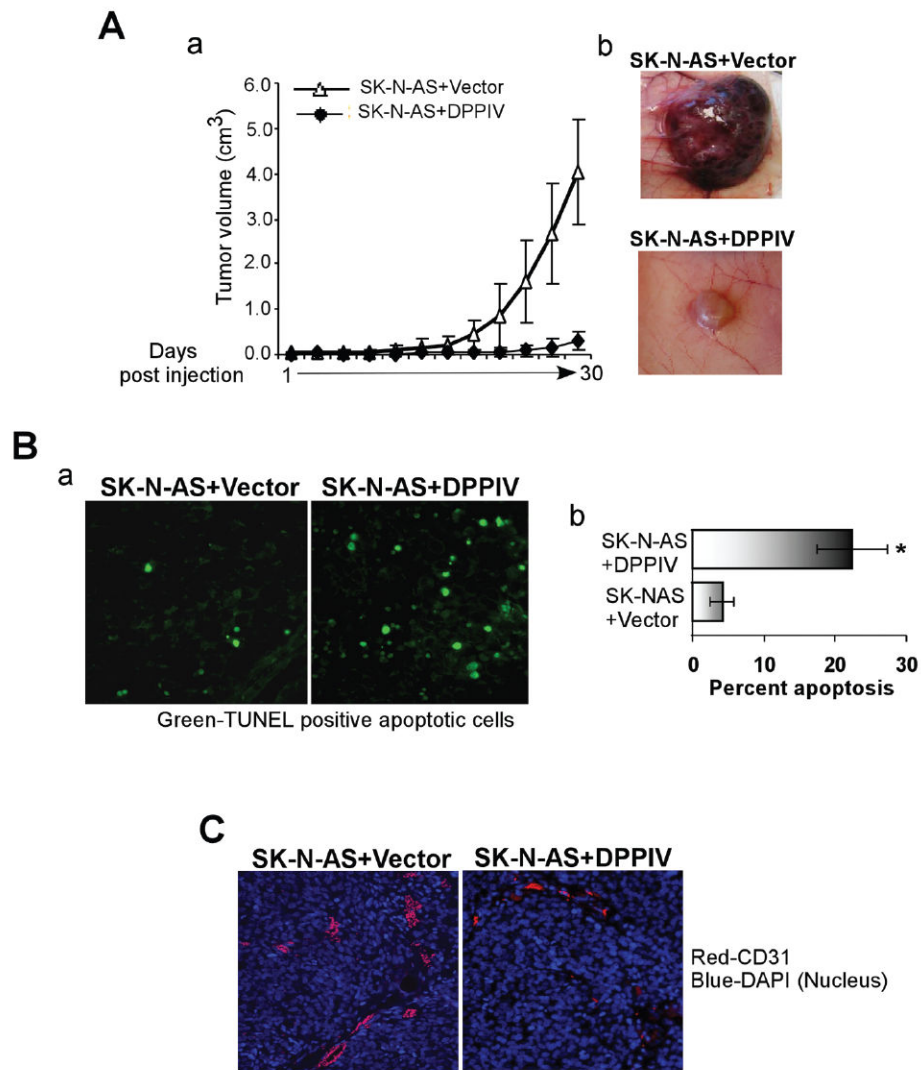 A
a
6.0
5.0
4.0
3.0
2.0
1.0
0.0
Tumor volume (cm³)
SK-N-AS+Vector
SK-N-AS+DPPIV
Days
post injection
1
30
b
SK-N-AS+Vector
SK-N-AS+DPPIV
B
a
SK-N-AS+Vector
SK-N-AS+DPPIV
Green-TUNEL positive apoptotic cells
b
SK-N-AS
+DPPIV
*
SK-NAS
+Vector
0 10 20 30
Percent apoptosis
C
SK-N-AS+Vector
SK-N-AS+DPPIV
Red-CD31
Blue-DAPI (Nucleus)